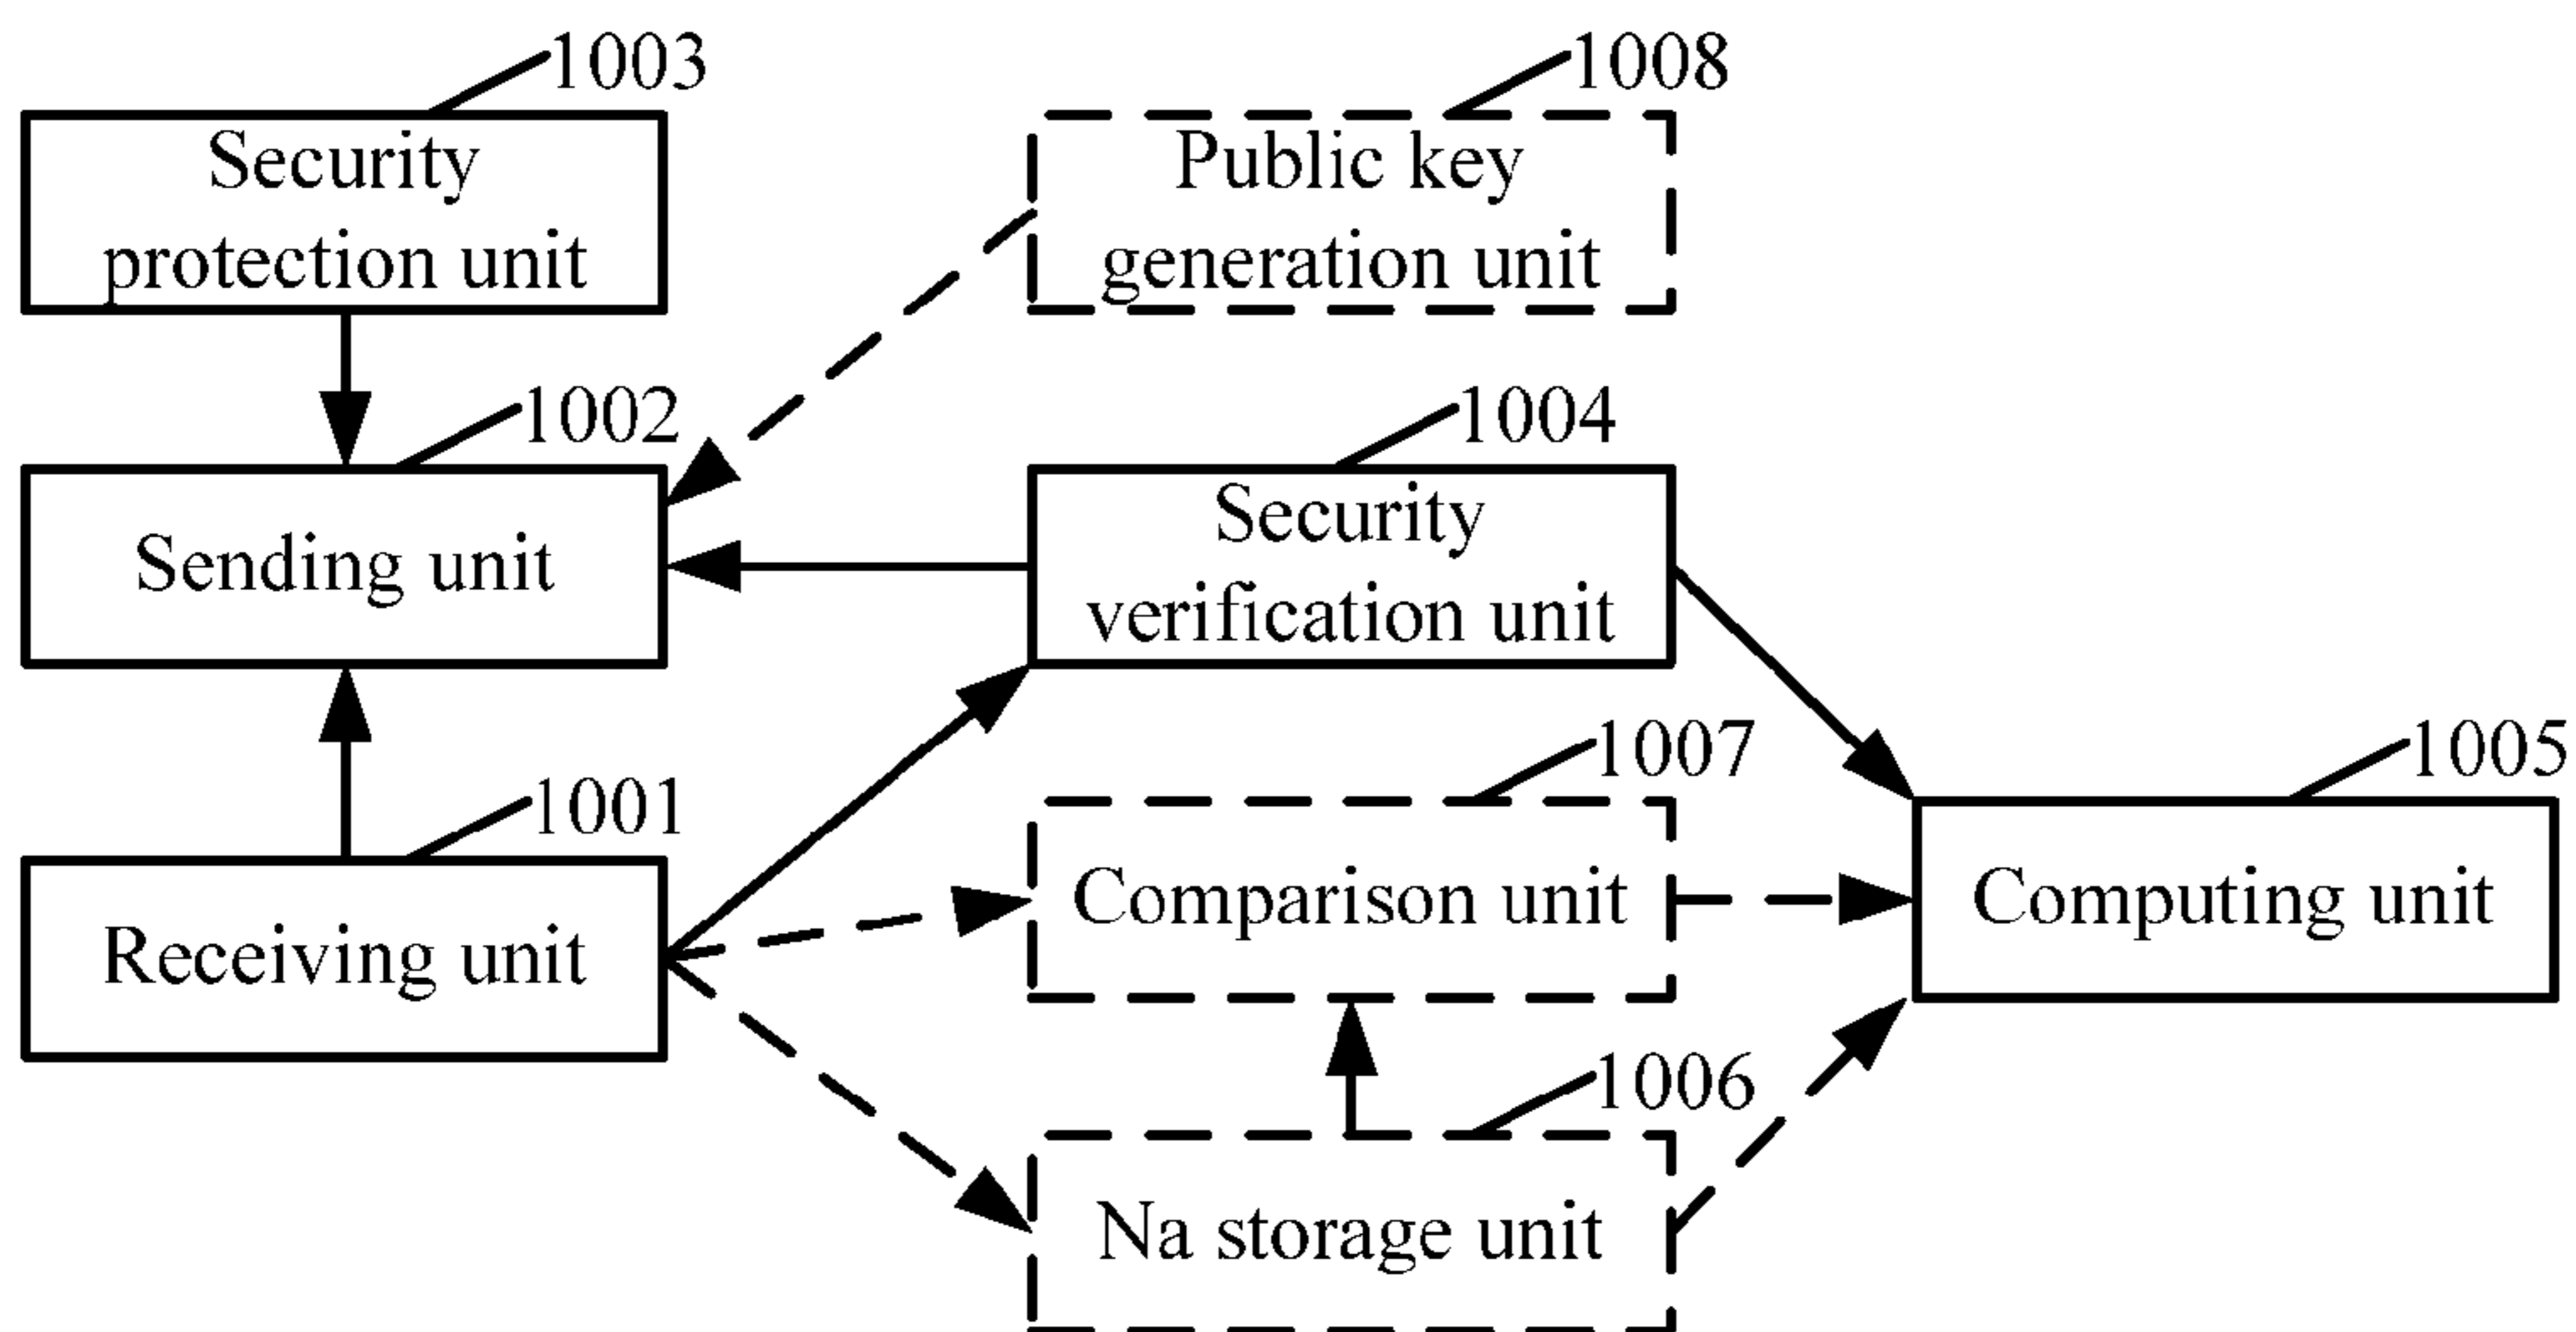 1003
Security
protection unit
1008
Public key
generation unit
1002
Sending unit
1004
Security
verification unit
1001
Receiving unit
1007
Comparison unit
1005
Computing unit
1006
Na storage unit